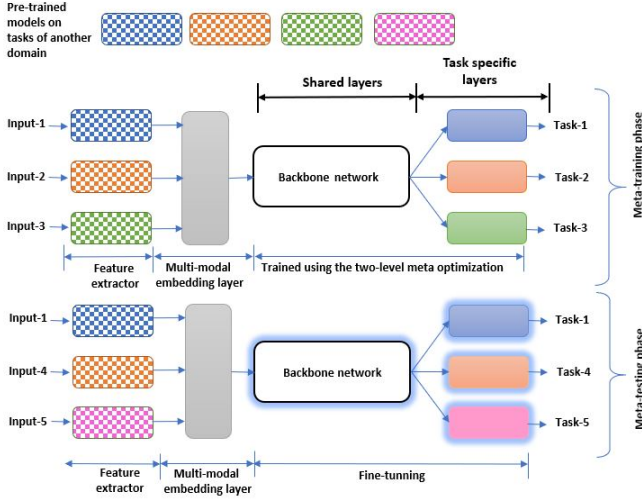 Pre-trained
models on
tasks of another
domain
Shared layers
Task specific
layers
Input-1
Input-2
Input-3
Backbone network
Task-1
Task-2
Task-3
Meta-training phase
Feature
extractor
Multi-modal
embedding layer
Trained using the two-level meta optimization
Input-1
Input-4
Input-5
Backbone network
Task-1
Task-4
Task-5
Meta-testing phase
Feature
extractor
Multi-modal
embedding layer
Fine-tunning